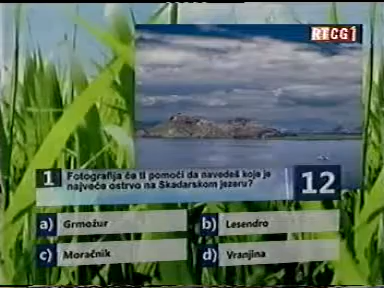 RTCG1
1 Fotografija će ti pomoći da navedeš koje je
najveće ostrvo na Skadarskom jezeru?
12
a) Grmožur
b) Lesendro
c) Moračnik
d) Vranjina